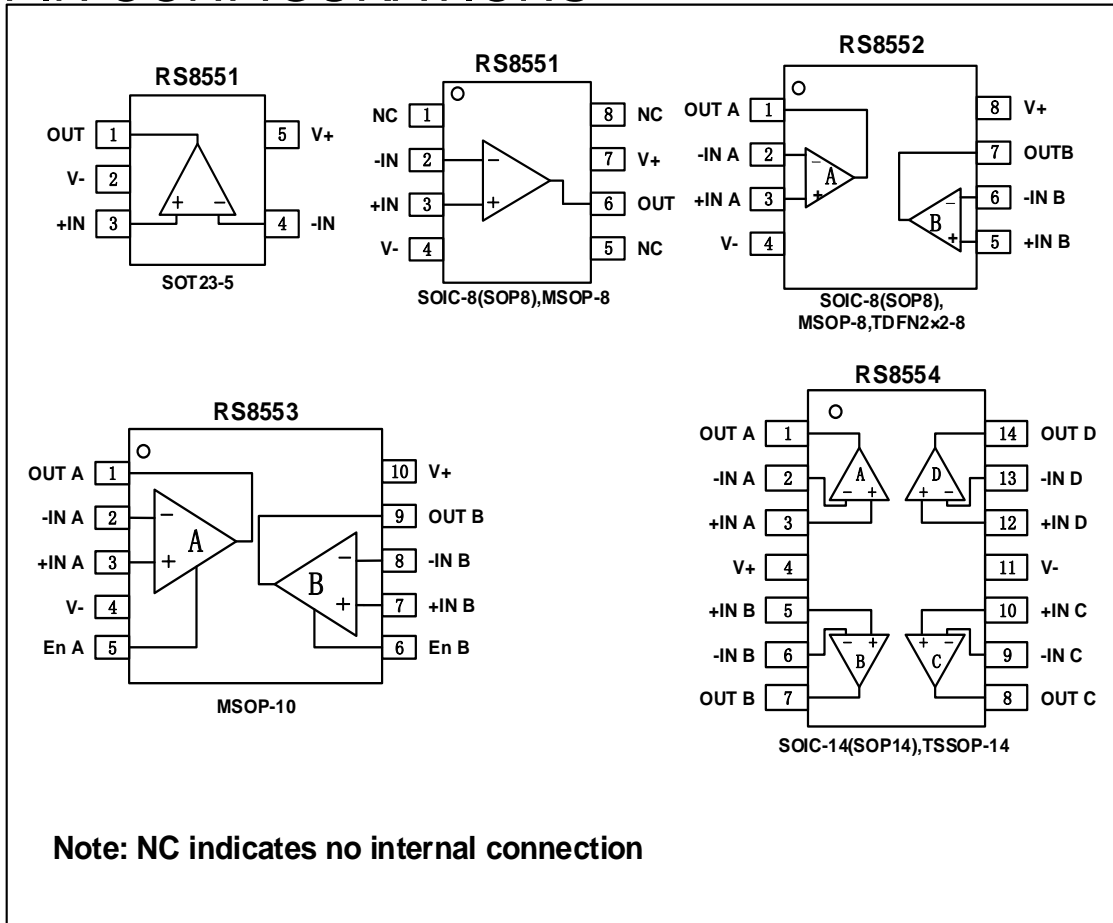 PIN CONFIGURATIONS
RS8551
OUT 1
5 V+
V- 2
+IN 3
4 -IN
+ -
SOT23-5
RS8551
NC 1
8 NC
-IN 2
7 V+
+IN 3
6 OUT
V- 4
5 NC
-
+
SOIC-8(SOP8),MSOP-8
RS8552
OUT A 1
8 V+
-IN A 2
7 OUTB
+IN A 3
6 -IN B
V- 4
5 +IN B
- A +
- B +
SOIC-8(SOP8),
MSOP-8,TDFN2×2-8
RS8553
OUT A 1
10 V+
-IN A 2
9 OUT B
+IN A 3
8 -IN B
V- 4
7 +IN B
En A 5
6 En B
- A +
- B +
MSOP-10
RS8554
OUT A 1
14 OUT D
-IN A 2
13 -IN D
+IN A 3
12 +IN D
V+ 4
11 V-
+IN B 5
10 +IN C
-IN B 6
9 -IN C
OUT B 7
8 OUT C
A - +
D + -
- + B
+ - C
SOIC-14(SOP14),TSSOP-14
Note: NC indicates no internal connection